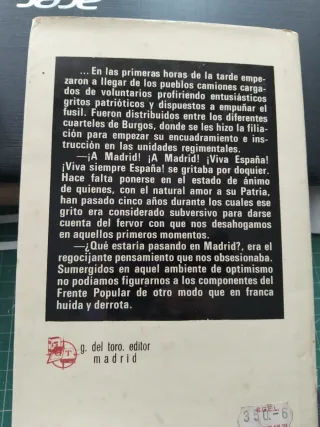 ... En las primeras horas de la tarde empe-
zaron a llegar de los pueblos camiones carga-
dos de voluntarios profiriendo entusiásticos
gritos patrióticos y dispuestos a empuñar el
fusil. Fueron distribuidos entre los diferentes
cuarteles de Burgos, donde se les hizo la filia-
ción para empezar su encuadramiento e ins-
trucción en las unidades regimentales.
—¡A Madrid! ¡A Madrid! ¡Viva España!
¡Viva siempre España! se gritaba por doquier.
Hace falta ponerse en el estado de ánimo
de quienes, con el natural amor a su Patria,
han pasado cinco años durante los cuales ese
grito era considerado subversivo para darse
cuenta del fervor con que nos desahogamos
en aquellos primeros momentos.
—¿Qué estaría pasando en Madrid?, era el
regocijante pensamiento que nos obsesionaba.
Sumergidos en aquel ambiente de optimismo
no podíamos figurarnos a los componentes del
Frente Popular de otro modo que en franca
huida y derrota.
g. del toro. editor
madrid
350.-6